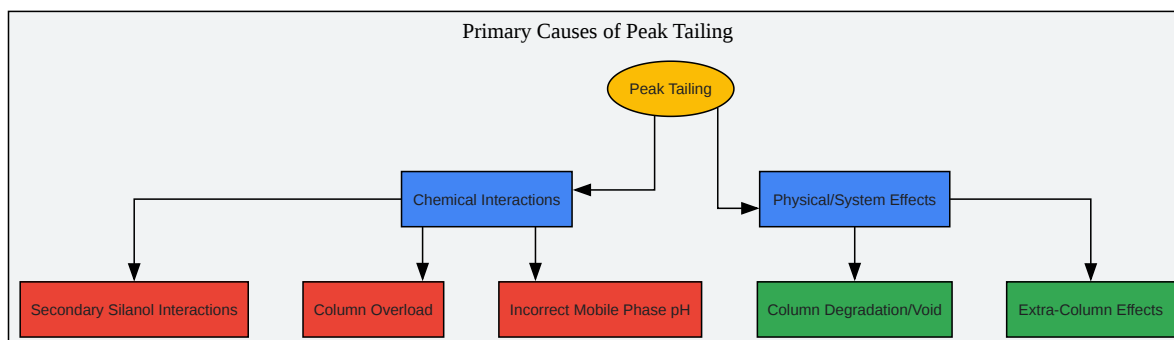 Primary Causes of Peak Tailing
Peak Tailing
Chemical Interactions
Physical/System Effects
Secondary Silanol Interactions
Column Overload
Incorrect Mobile Phase pH
Column Degradation/Void
Extra-Column Effects